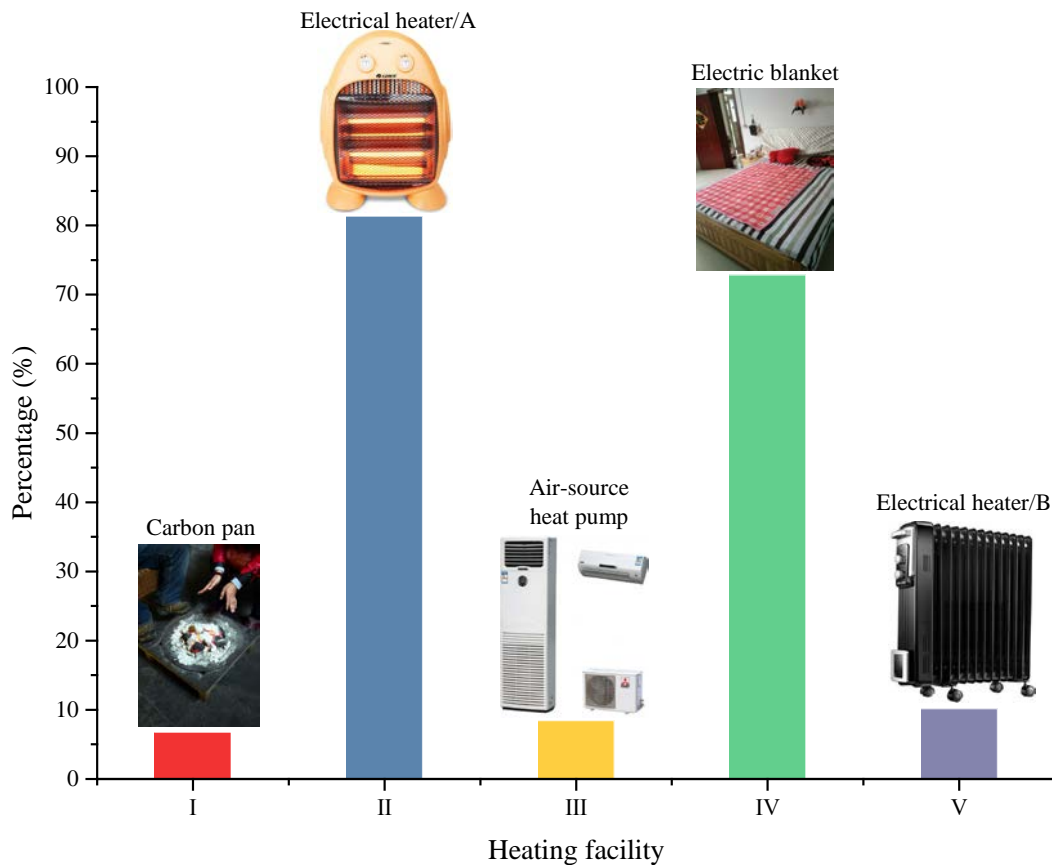 Electrical heater/A
Electric blanket
Air-source
heat pump
Electrical heater/B
Carbon pan
Percentage (%)
100
90
80
70
60
50
40
30
20
10
0
I
II
III
IV
V
Heating facility